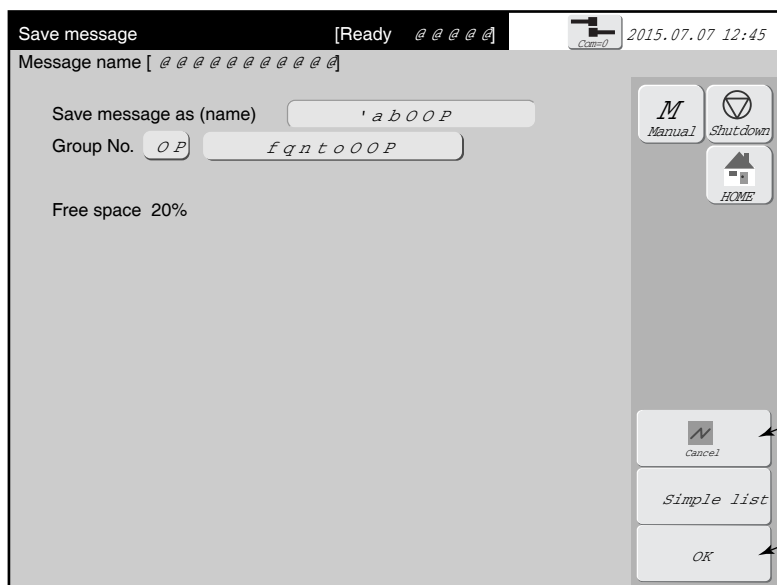 Save message [Ready @@@@@] Com=0 2015.07.07 12:45
Message name [ @@@@@@@@@@@]
Save message as (name) 'abOOP
Group No. OP fqntoOOP
Free space 20%
M
Manual
Shutdown
HOME
Cancel
Simple list
OK